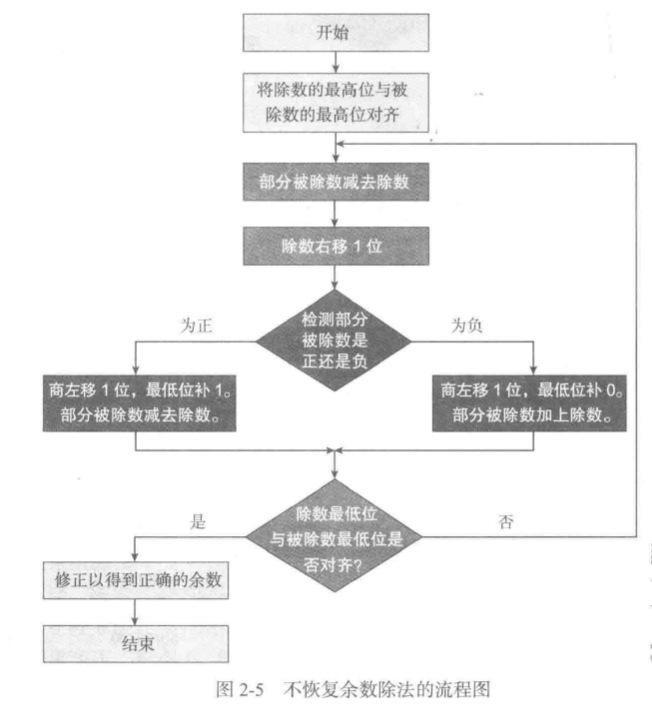 开始
将除数的最高位与被
除数的最高位对齐
部分被除数减去除数
除数右移 1 位
检测部分
被除数是
正还是负
为正
为负
商左移 1 位，最低位补 1。
部分被除数减去除数。
商左移 1 位，最低位补 0。
部分被除数加上除数。
除数最低位
与被除数最低位是
否对齐？
是
否
修正以得到正确的余数
结束
图 2-5 不恢复余数除法的流程图